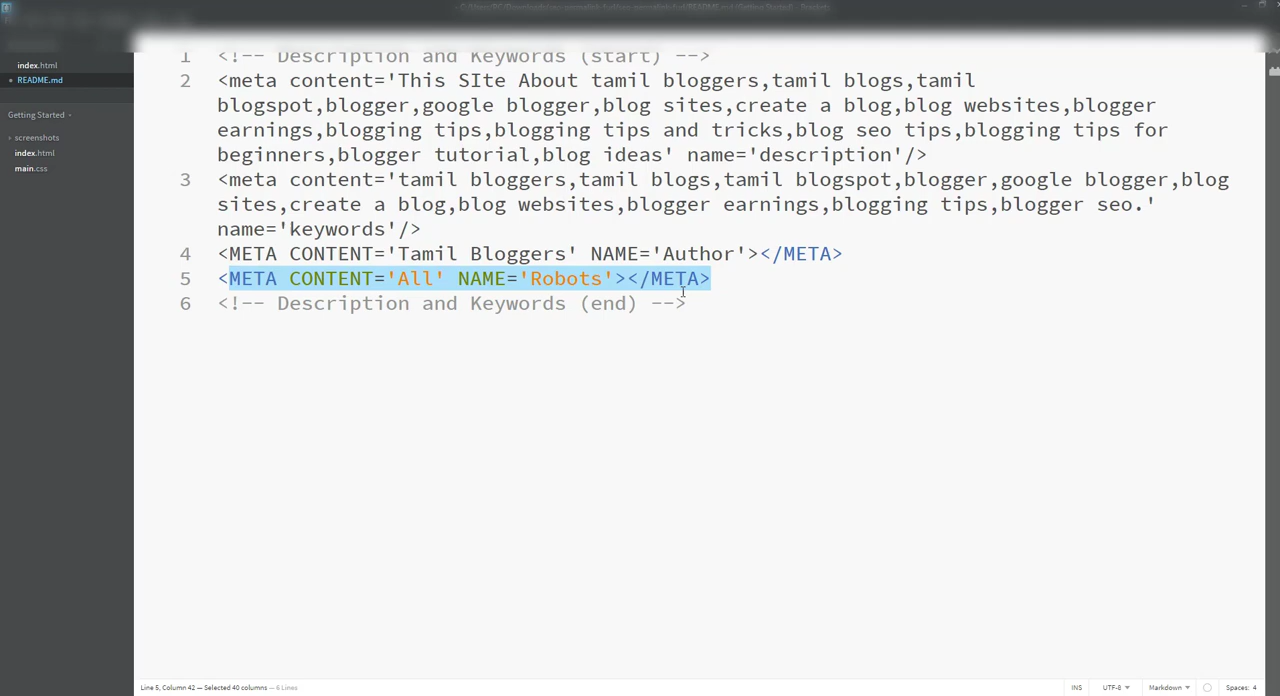 index.html
README.md
Getting Started
screenshots
index.html
main.css
1 <!-- Description and Keywords (start) -->
2 <meta content='This SIte About tamil bloggers,tamil blogs,tamil
blogspot,blogger,google blogger,blog sites,create a blog,blog websites,blogger
earnings,blogging tips,blogging tips and tricks,blog seo tips,blogging tips for
beginners,blogger tutorial,blog ideas' name='description'/>
3 <meta content='tamil bloggers,tamil blogs,tamil blogspot,blogger,google blogger,blog
sites,create a blog,blog websites,blogger earnings,blogging tips,blogger seo.'
name='keywords'/>
4 <META CONTENT='Tamil Bloggers' NAME='Author'></META>
5 <META CONTENT='All' NAME='Robots'></META>
6 <!-- Description and Keywords (end) -->
Line 5, Column 42 — Selected 40 columns — 6 Lines
INS UTF-8 Markdown Spaces: 4